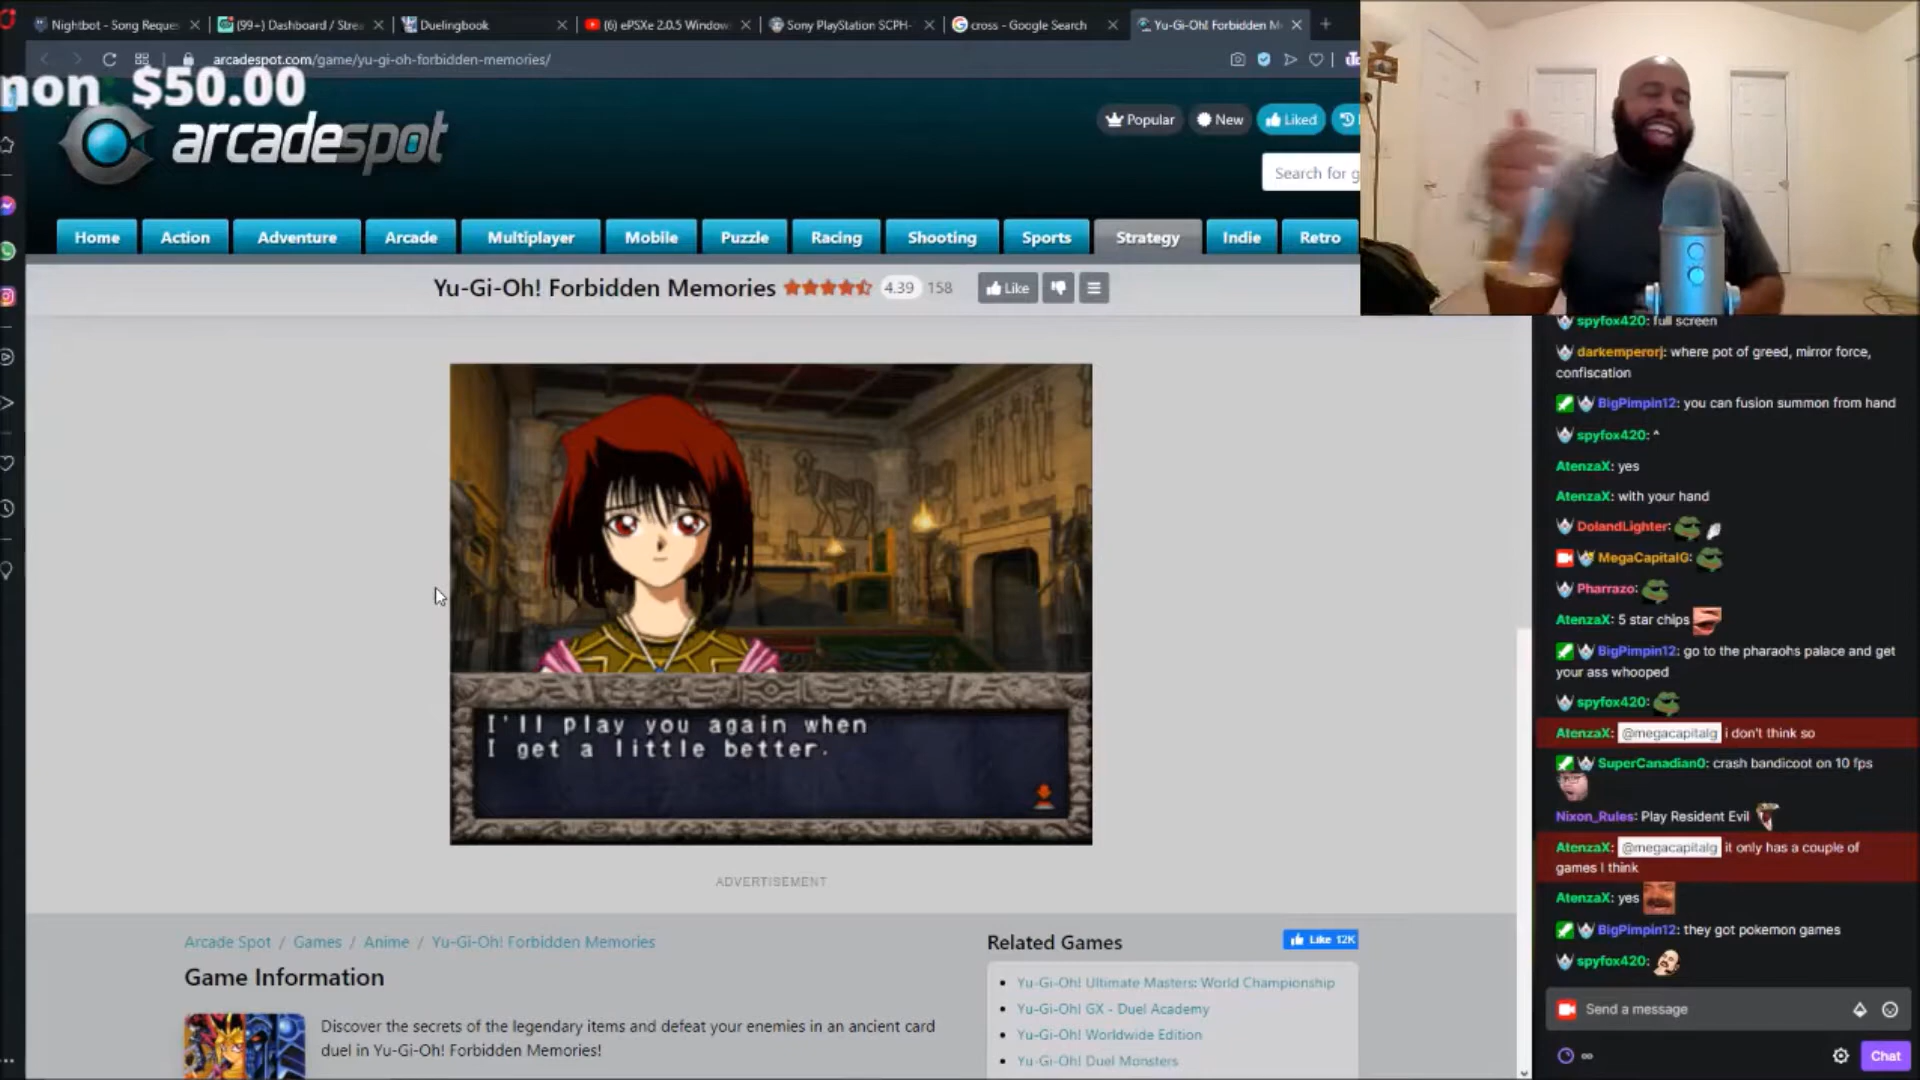 Nightbot - Song Reques
(99+) Dashboard / Stre
Duelingbook
(6) ePSXe 2.0.5 Window
Sony PlayStation SCPH-
cross - Google Search
Yu-Gi-Oh! Forbidden M
arcadespot.com/game/yu-gi-oh-forbidden-memories/
non $50.00
arcadespot
Popular
New
Liked
Search for g
Home
Action
Adventure
Arcade
Multiplayer
Mobile
Puzzle
Racing
Shooting
Sports
Strategy
Indie
Retro
Yu-Gi-Oh! Forbidden Memories
4.39
158
Like
I'll play you again when
I get a little better.
ADVERTISEMENT
Arcade Spot / Games / Anime / Yu-Gi-Oh! Forbidden Memories
Game Information
Discover the secrets of the legendary items and defeat your enemies in an ancient card
duel in Yu-Gi-Oh! Forbidden Memories!
Related Games
Like 12K
Yu-Gi-Oh! Ultimate Masters: World Championship
Yu-Gi-Oh! GX - Duel Academy
Yu-Gi-Oh! Worldwide Edition
Yu-Gi-Oh! Duel Monsters
spyfox420: full screen
darkemperorj: where pot of greed, mirror force,
confiscation
BigPimpin12: you can fusion summon from hand
spyfox420: ^
AtenzaX: yes
AtenzaX: with your hand
DolandLighter:
MegaCapitalG:
Pharrazo:
AtenzaX: 5 star chips
BigPimpin12: go to the pharaohs palace and get
your ass whooped
spyfox420:
AtenzaX: @megacapitalg i don't think so
SuperCanadian0: crash bandicoot on 10 fps
Nixon_Rules: Play Resident Evil
AtenzaX: @megacapitalg it only has a couple of
games I think
AtenzaX: yes
BigPimpin12: they got pokemon games
spyfox420:
Send a message
∞
Chat